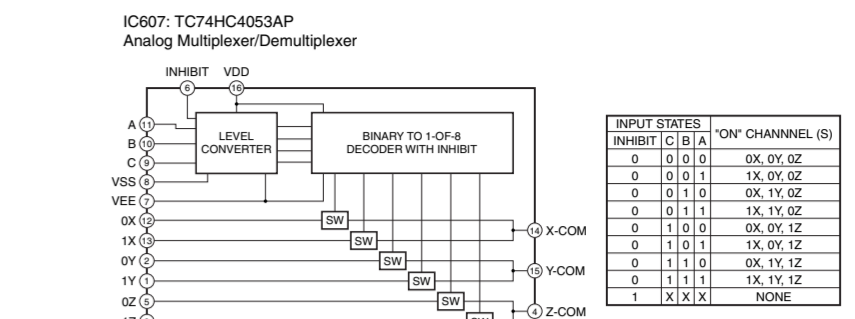 IC607: TC74HC4053AP
Analog Multiplexer/Demultiplexer
INHIBIT VDD
6 16
A 11
B 10
C 9
VSS 8
VEE 7
0X 12
1X 13
0Y 2
1Y 1
0Z 5
LEVEL
CONVERTER
BINARY TO 1-OF-8
DECODER WITH INHIBIT
SW
SW
SW
SW
SW
SW
14 X-COM
15 Y-COM
4 Z-COM
INPUT STATES "ON" CHANNNEL (S)
INHIBIT C B A
0 0 0 0 0X, 0Y, 0Z
0 0 0 1 1X, 0Y, 0Z
0 0 1 0 0X, 1Y, 0Z
0 0 1 1 1X, 1Y, 0Z
0 1 0 0 0X, 0Y, 1Z
0 1 0 1 1X, 0Y, 1Z
0 1 1 0 0X, 1Y, 1Z
0 1 1 1 1X, 1Y, 1Z
1 X X X NONE